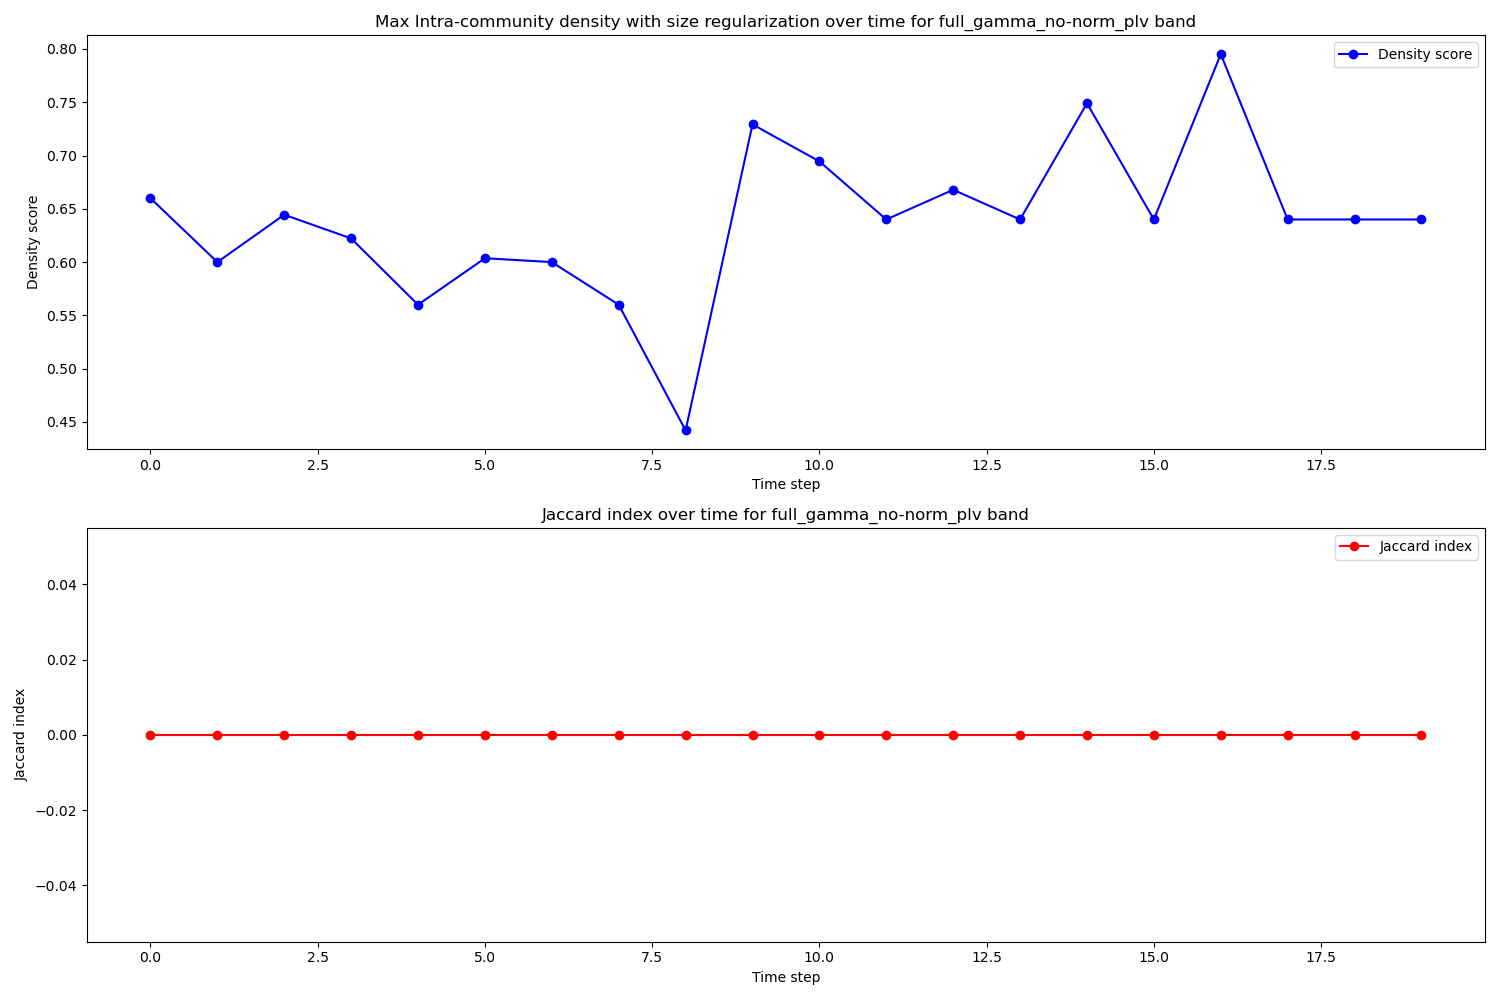 Max Intra-community density with size regularization over time for full_gamma_no-norm_plv band
Density score
0.80
0.75
0.70
0.65
0.60
0.55
0.50
0.45
Density score
0.0 2.5 5.0 7.5 10.0 12.5 15.0 17.5
Time step
Jaccard index over time for full_gamma_no-norm_plv band
Jaccard index
0.04
0.02
0.00
−0.02
−0.04
Jaccard index
0.0 2.5 5.0 7.5 10.0 12.5 15.0 17.5
Time step